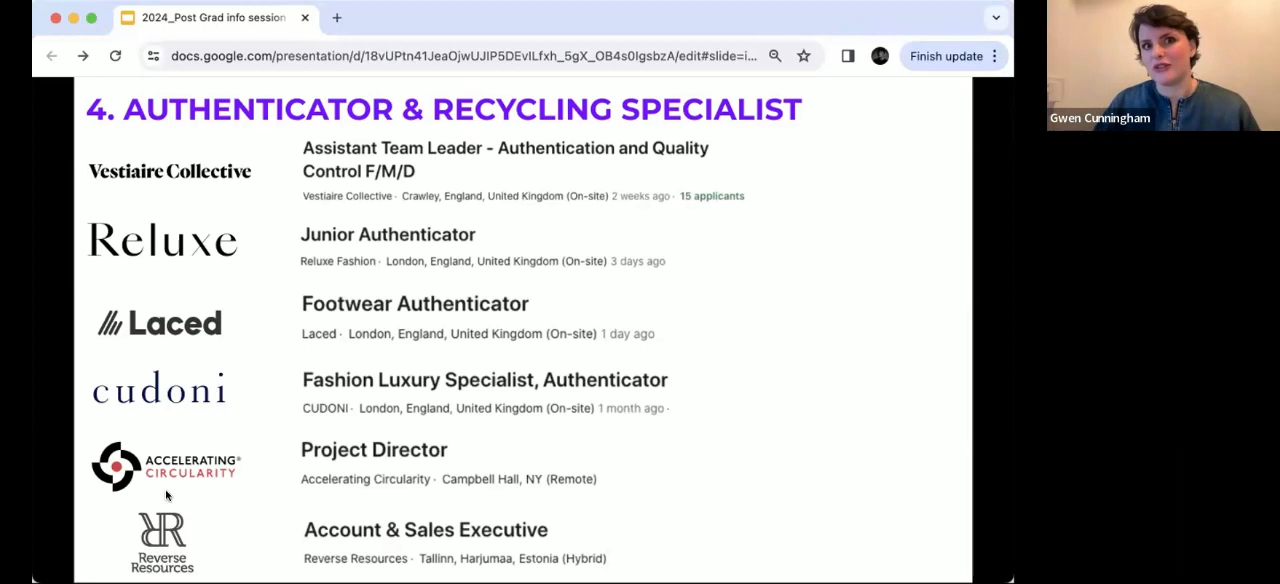 2024_Post Grad info session
docs.google.com/presentation/d/18vUPtn41JeaOjwUJIP5DEvILfxh_5gX_OB4s0IgsbzA/edit#slide=i...
Finish update
Gwen Cunningham
4. AUTHENTICATOR & RECYCLING SPECIALIST
Vestiaire Collective
Assistant Team Leader - Authentication and Quality
Control F/M/D
Vestiaire Collective · Crawley, England, United Kingdom (On-site) 2 weeks ago · 15 applicants
Reluxe
Junior Authenticator
Reluxe Fashion · London, England, United Kingdom (On-site) 3 days ago
Laced
Footwear Authenticator
Laced · London, England, United Kingdom (On-site) 1 day ago
cudoni
Fashion Luxury Specialist, Authenticator
CUDONI · London, England, United Kingdom (On-site) 1 month ago ·
ACCELERATING®
CIRCULARITY
Project Director
Accelerating Circularity · Campbell Hall, NY (Remote)
RR
Reverse
Resources
Account & Sales Executive
Reverse Resources · Tallinn, Harjumaa, Estonia (Hybrid)